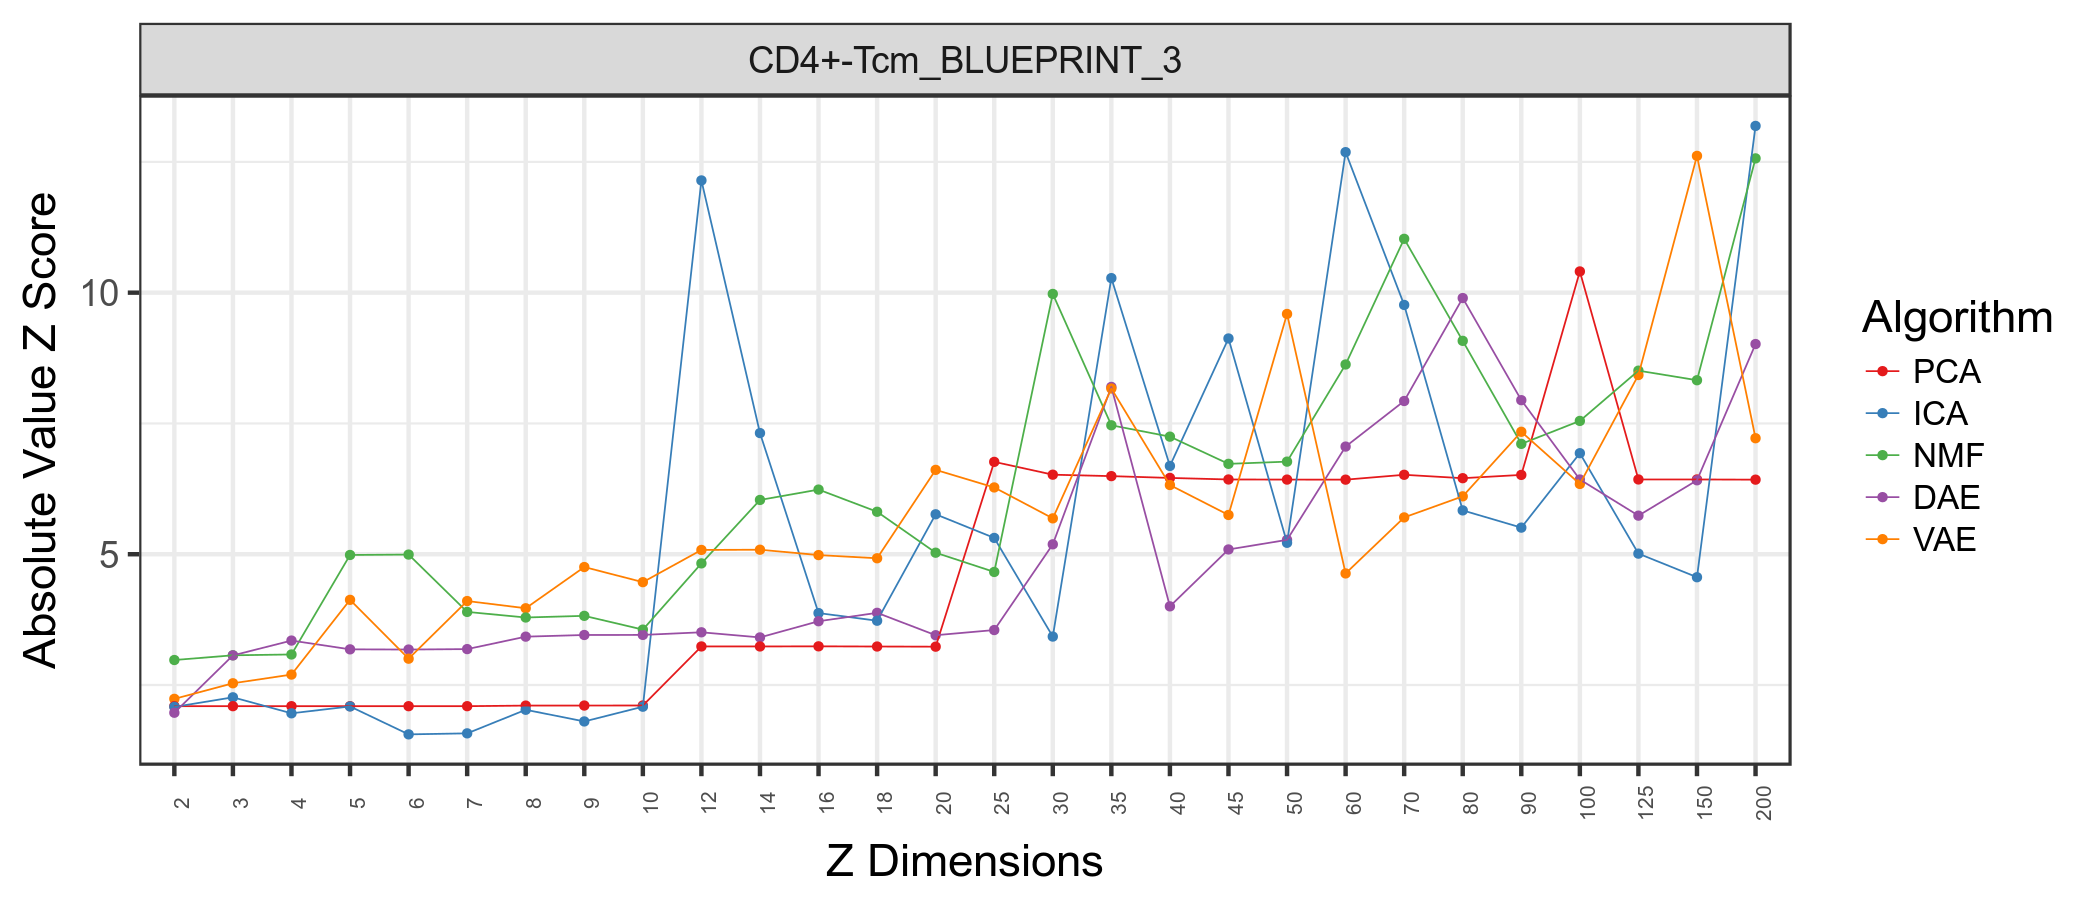 CD4+-Tcm_BLUEPRINT_3
Absolute Value Z Score
10
5
2 3 4 5 6 7 8 9 10 12 14 16 18 20 25 30 35 40 45 50 60 70 80 90 100 125 150 200
Z Dimensions
Algorithm
PCA
ICA
NMF
DAE
VAE